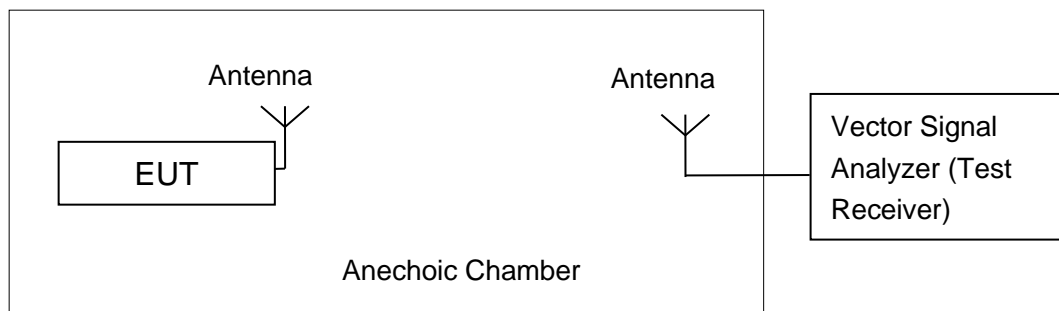 Antenna
Antenna
EUT
Vector Signal
Analyzer (Test
Receiver)
Anechoic Chamber